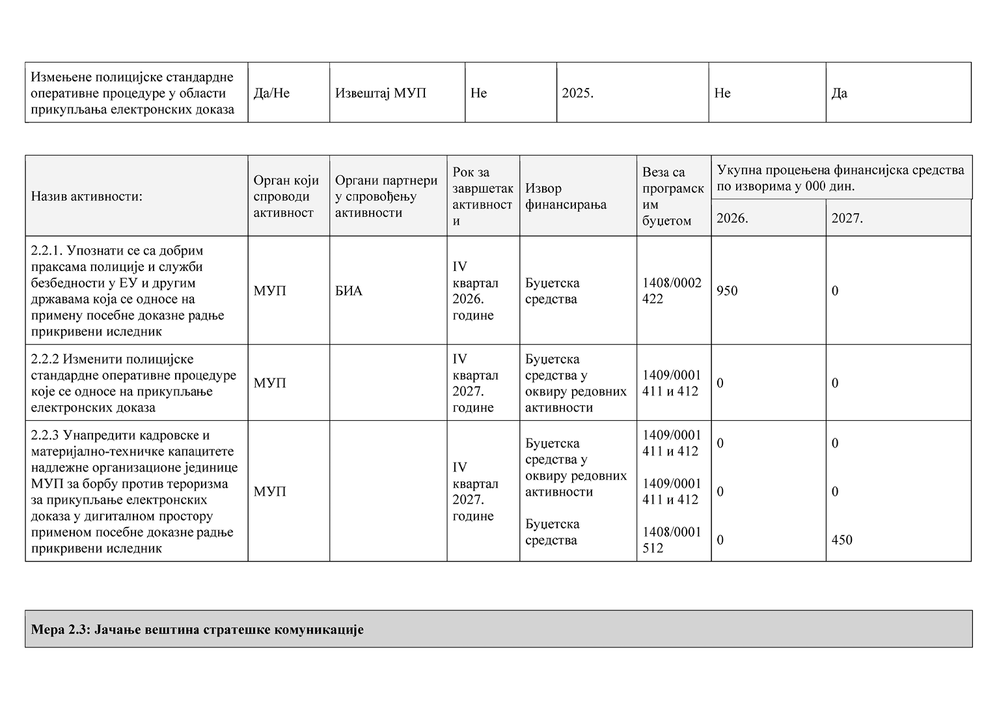 Измењене полицијске стандардне
оперативне процедуре у области
прикупљања електронских доказа
Да/Не
Извештај МУП
Не
2025.
Не
Да
Назив активности:
Орган који
спроводи
активност
Органи партнери
у спровођењу
активности
Рок за
завршетак
активност
и
Извор
финансирања
Веза са
програмск
им
буџетом
Укупна процењена финансијска средства
по изворима у 000 дин.
2026.
2027.
2.2.1. Упознати се са добрим
праксама полиције и служби
безбедности у ЕУ и другим
државама која се односе на
примену посебне доказне радње
прикривени иследник
МУП
БИА
IV
квартал
2026.
године
Буџетска
средства
1408/0002
422
950
0
2.2.2 Изменити полицијске
стандардне оперативне процедуре
које се односе на прикупљање
електронских доказа
МУП
IV
квартал
2027.
године
Буџетска
средства у
оквиру редовних
активности
1409/0001
411 и 412
0
0
2.2.3 Унапредити кадровске и
материјално-техничке капацитете
надлежне организационе јединице
МУП за борбу против тероризма
за прикупљање електронских
доказа у дигиталном простору
применом посебне доказне радње
прикривени иследник
МУП
IV
квартал
2027.
године
Буџетска
средства у
оквиру редовних
активности
Буџетска
средства
1409/0001
411 и 412
1409/0001
411 и 412
1408/0001
512
0
0
0
0
0
450
Мера 2.3: Јачање вештина стратешке комуникације